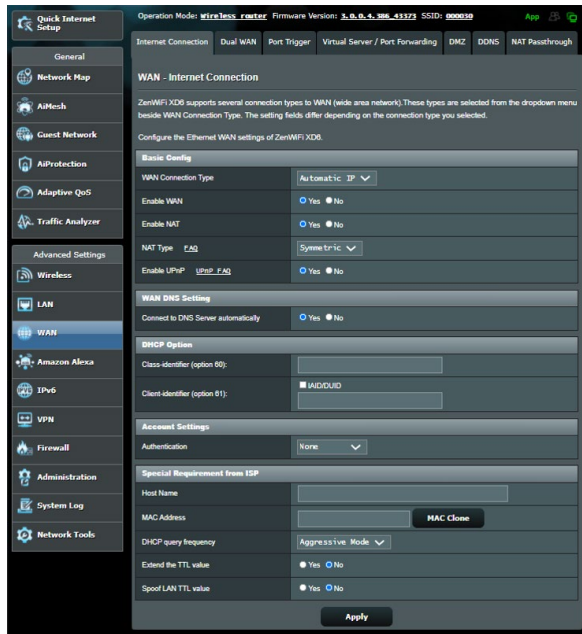 Quick Internet
Setup
Operation Mode: Wireless router Firmware Version: 3.0.0.4.386_43373 SSID: 000030
App
Internet Connection
Dual WAN
Port Trigger
Virtual Server / Port Forwarding
DMZ
DDNS
NAT Passthrough
General
Network Map
AiMesh
Guest Network
AiProtection
Adaptive QoS
Traffic Analyzer
Advanced Settings
Wireless
LAN
WAN
Amazon Alexa
IPv6
VPN
Firewall
Administration
System Log
Network Tools
WAN - Internet Connection
ZenWiFi XD6 supports several connection types to WAN (wide area network).These types are selected from the dropdown menu
beside WAN Connection Type. The setting fields differ depending on the connection type you selected.
Configure the Ethernet WAN settings of ZenWiFi XD6.
Basic Config
WAN Connection Type Automatic IP
Enable WAN Yes No
Enable NAT Yes No
NAT Type FAQ Symmetric
Enable UPnP UPnP FAQ Yes No
WAN DNS Setting
Connect to DNS Server automatically Yes No
DHCP Option
Class-identifier (option 60):
IAID/DUID
Client-identifier (option 61):
Account Settings
Authentication None
Special Requirement from ISP
Host Name
MAC Address MAC Clone
DHCP query frequency Aggressive Mode
Extend the TTL value Yes No
Spoof LAN TTL value Yes No
Apply